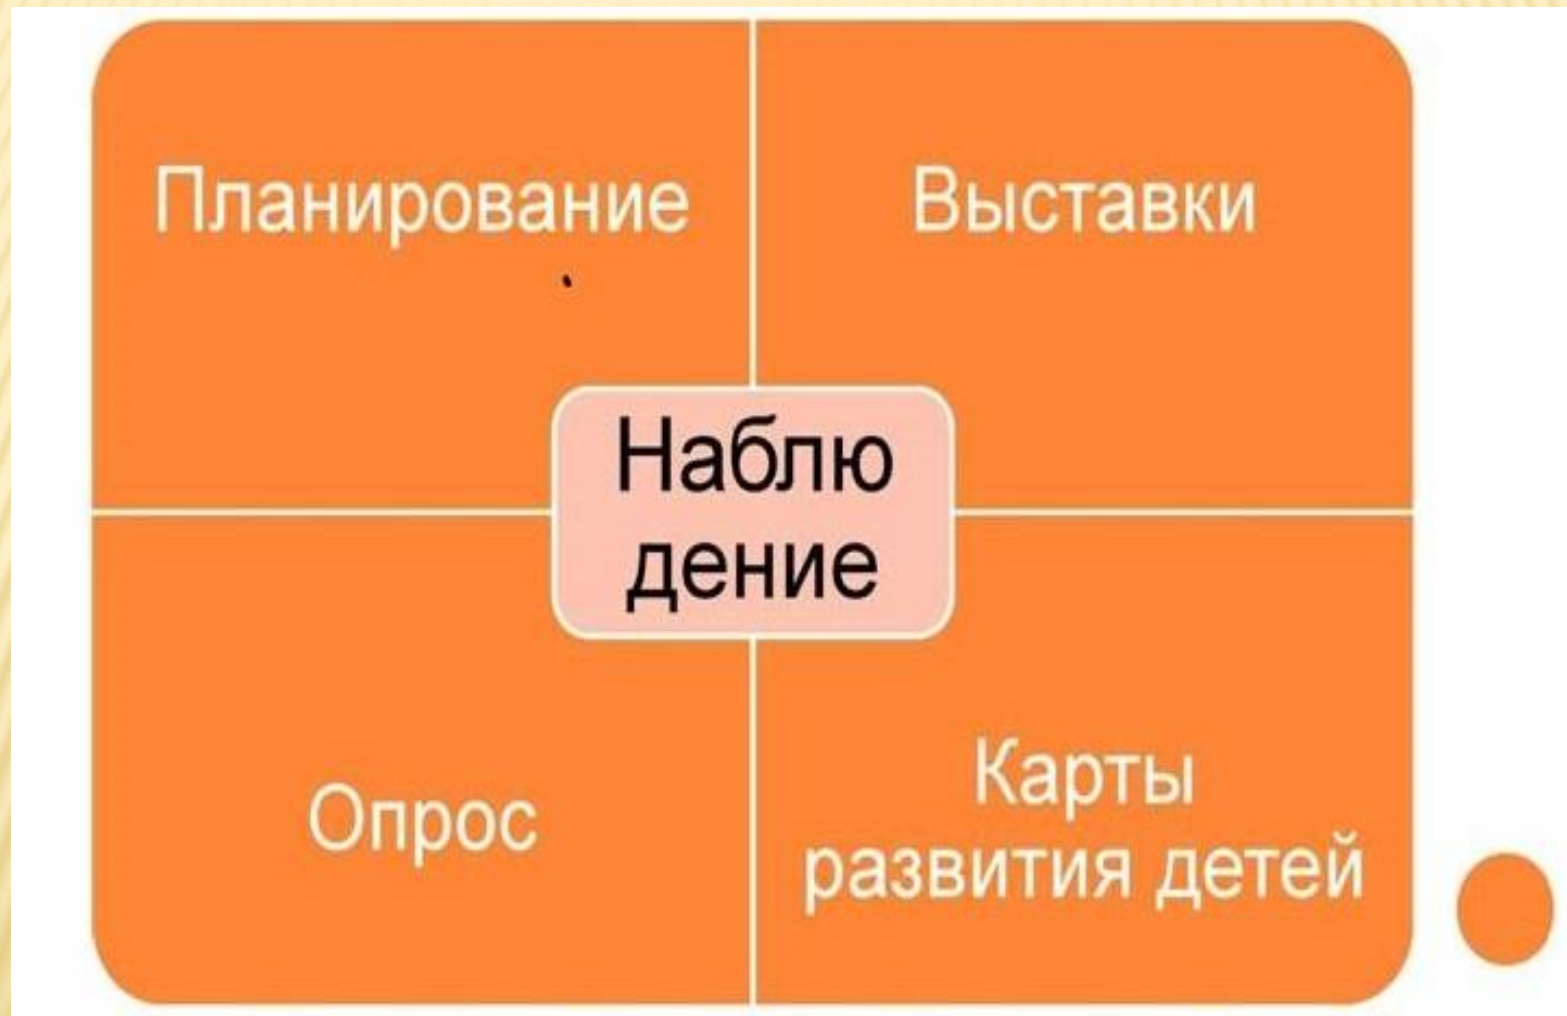 Планирование
Выставки
Наблю
дение
Опрос
Карты
развития детей